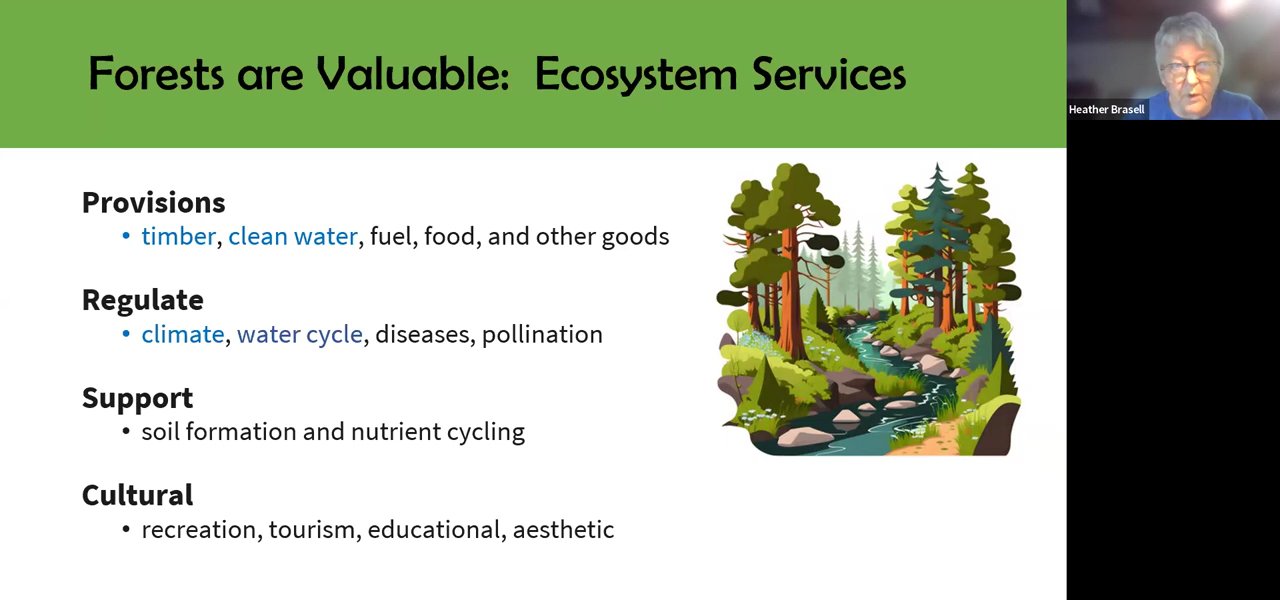 Forests are Valuable: Ecosystem Services
Heather Brasell
Provisions
• timber, clean water, fuel, food, and other goods
Regulate
• climate, water cycle, diseases, pollination
Support
• soil formation and nutrient cycling
Cultural
• recreation, tourism, educational, aesthetic